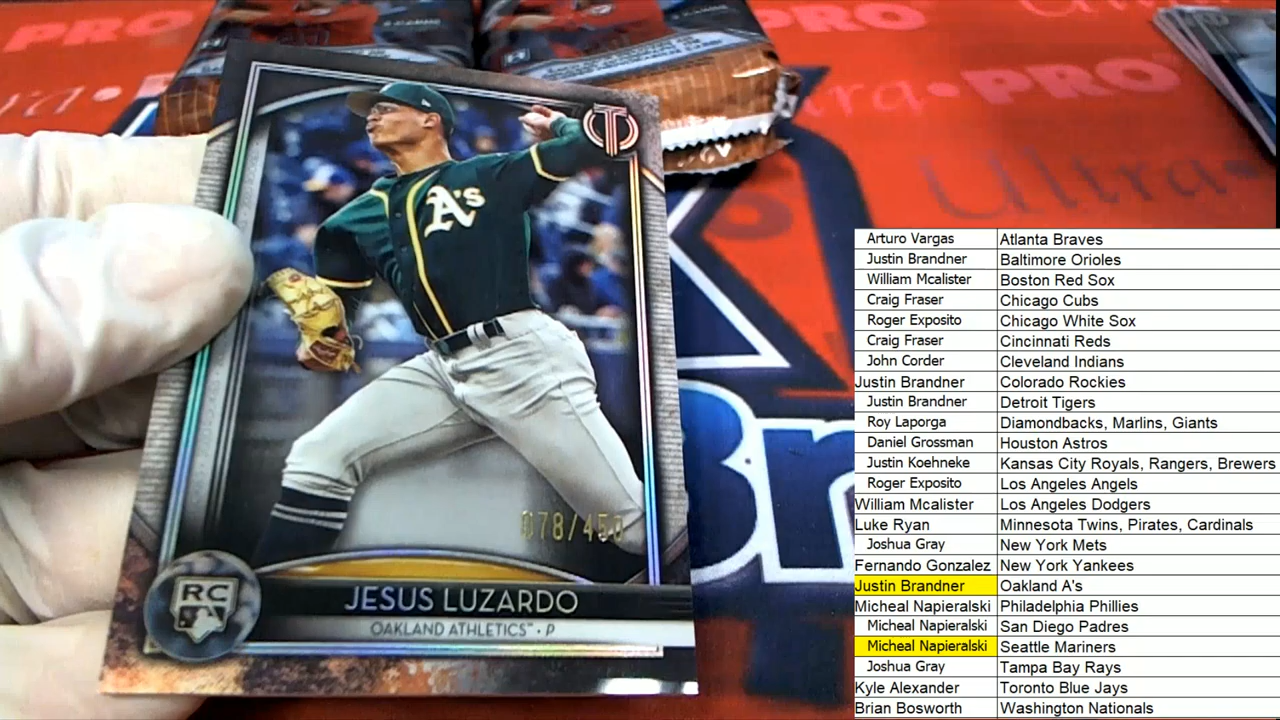 PRO
Ultra PRO
A's
078/450
RC
JESUS LUZARDO
OAKLAND ATHLETICS™ • P
Br
Arturo Vargas Atlanta Braves
Justin Brandner Baltimore Orioles
William Mcalister Boston Red Sox
Craig Fraser Chicago Cubs
Roger Exposito Chicago White Sox
Craig Fraser Cincinnati Reds
John Corder Cleveland Indians
Justin Brandner Colorado Rockies
Justin Brandner Detroit Tigers
Roy Laporga Diamondbacks, Marlins, Giants
Daniel Grossman Houston Astros
Justin Koehneke Kansas City Royals, Rangers, Brewers
Roger Exposito Los Angeles Angels
William Mcalister Los Angeles Dodgers
Luke Ryan Minnesota Twins, Pirates, Cardinals
Joshua Gray New York Mets
Fernando Gonzalez New York Yankees
Justin Brandner Oakland A's
Micheal Napieralski Philadelphia Phillies
Micheal Napieralski San Diego Padres
Micheal Napieralski Seattle Mariners
Joshua Gray Tampa Bay Rays
Kyle Alexander Toronto Blue Jays
Brian Bosworth Washington Nationals